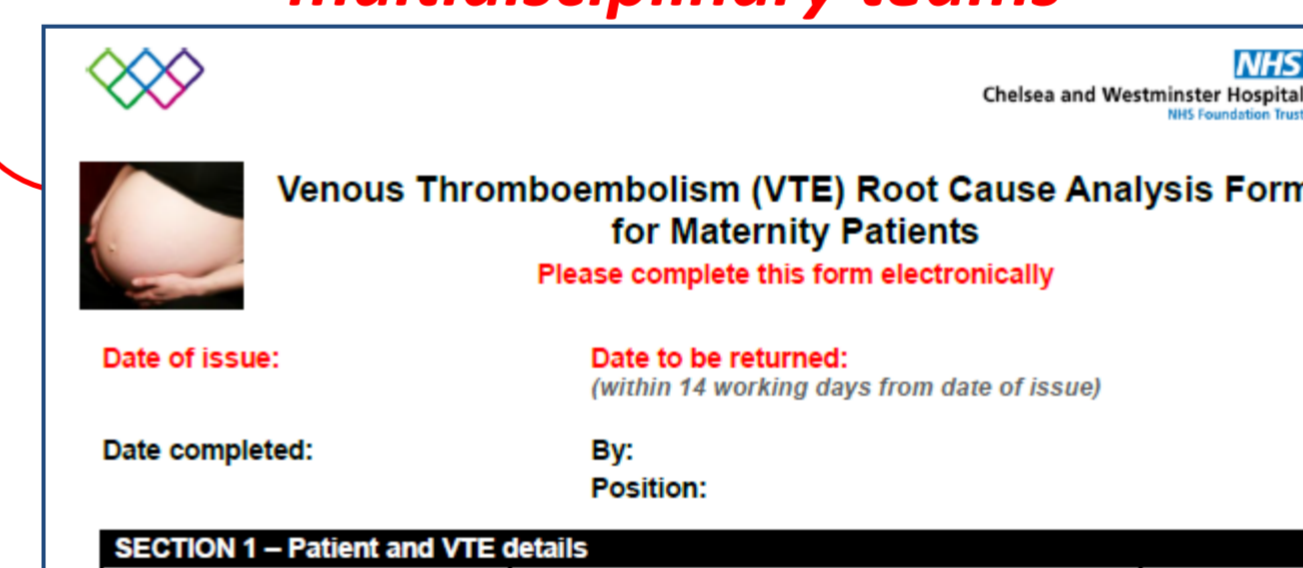 multidisciplinary teams
NHS
Chelsea and Westminster Hospital
NHS Foundation Trust
Venous Thromboembolism (VTE) Root Cause Analysis Form
for Maternity Patients
Please complete this form electronically
Date of issue:
Date to be returned:
(within 14 working days from date of issue)
Date completed:
By:
Position:
SECTION 1 – Patient and VTE details